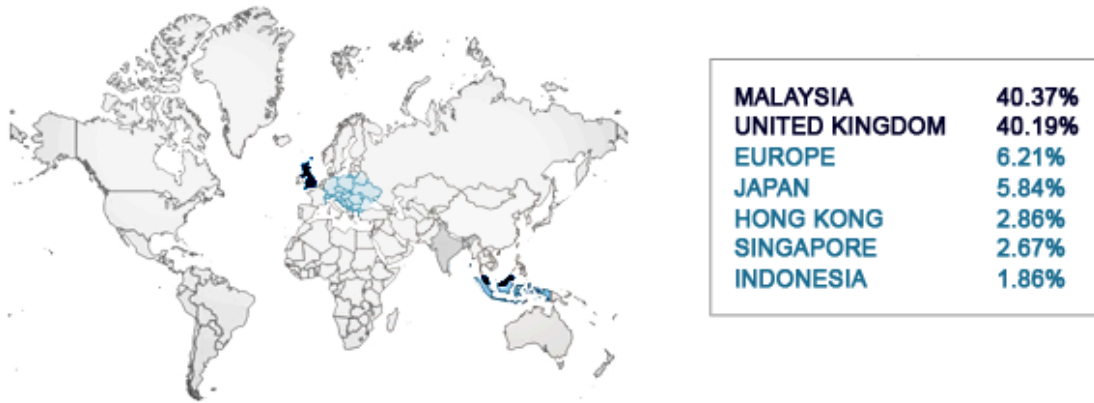 MALAYSIA 40.37%
UNITED KINGDOM 40.19%
EUROPE 6.21%
JAPAN 5.84%
HONG KONG 2.86%
SINGAPORE 2.67%
INDONESIA 1.86%